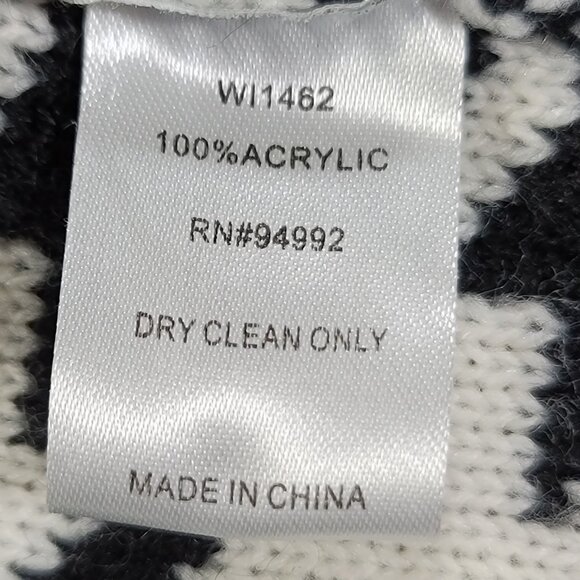 WI1462
100%ACRYLIC
RN#94992
DRY CLEAN ONLY
MADE IN CHINA